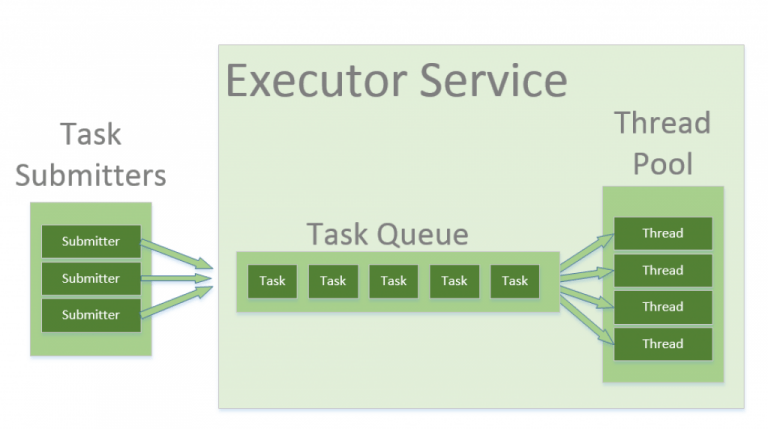 Executor Service
Task
Submitters
Submitter
Submitter
Submitter
Task Queue
Task Task Task Task Task
Thread
Pool
Thread
Thread
Thread
Thread